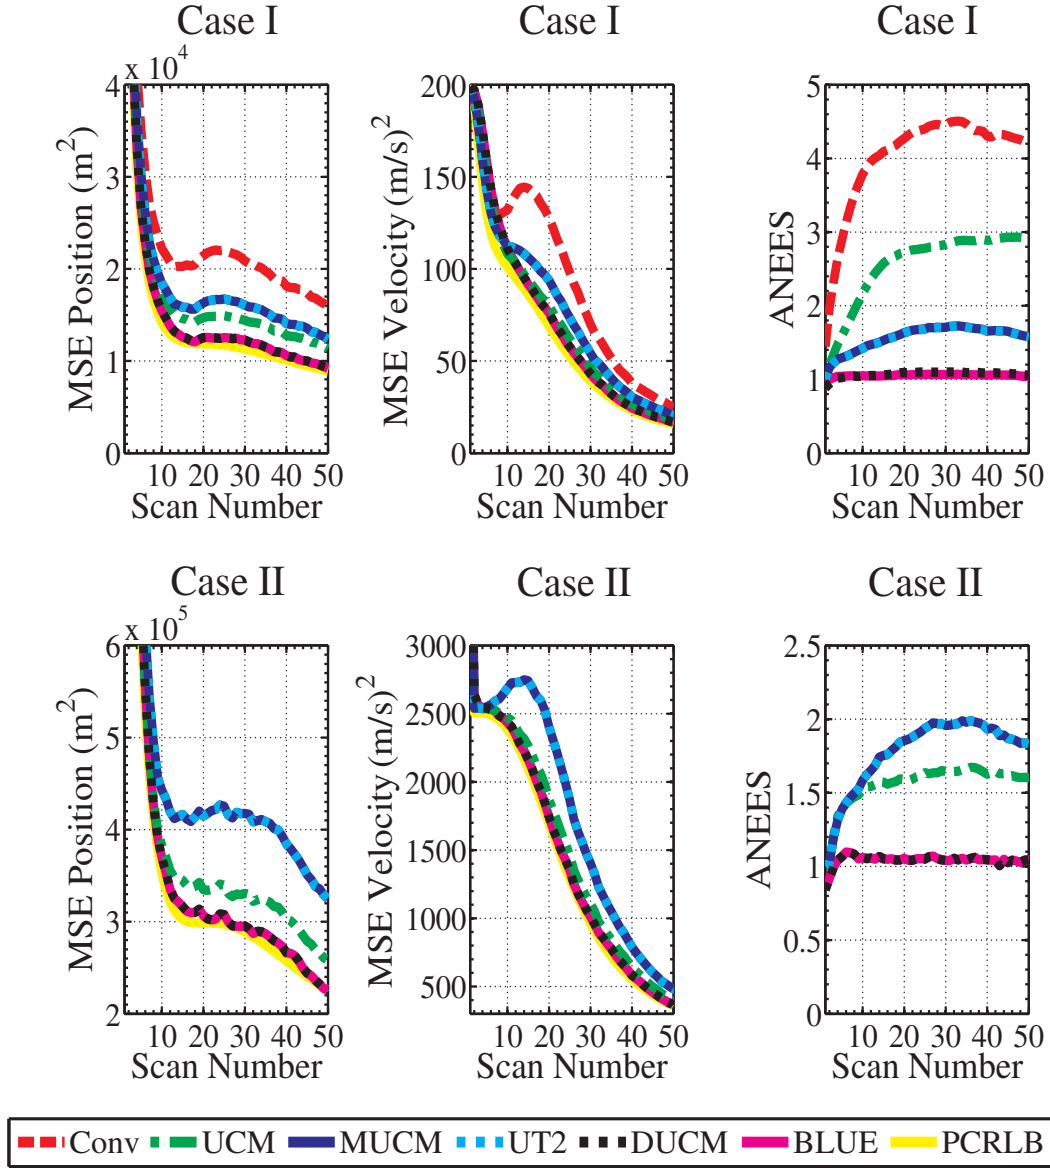 Case I
Case I
Case I
x 10^4
MSE Position (m^2)
4
3
2
1
0
10 20 30 40 50
Scan Number
MSE Velocity (m/s)^2
200
150
100
50
0
10 20 30 40 50
Scan Number
ANEES
5
4
3
2
1
0
10 20 30 40 50
Scan Number
Case II
Case II
Case II
x 10^5
MSE Position (m^2)
6
5
4
3
2
10 20 30 40 50
Scan Number
MSE Velocity (m/s)^2
3000
2500
2000
1500
1000
500
10 20 30 40 50
Scan Number
ANEES
2.5
2
1.5
1
0.5
0
10 20 30 40 50
Scan Number
Conv UCM MUCM UT2 DUCM BLUE PCRLB